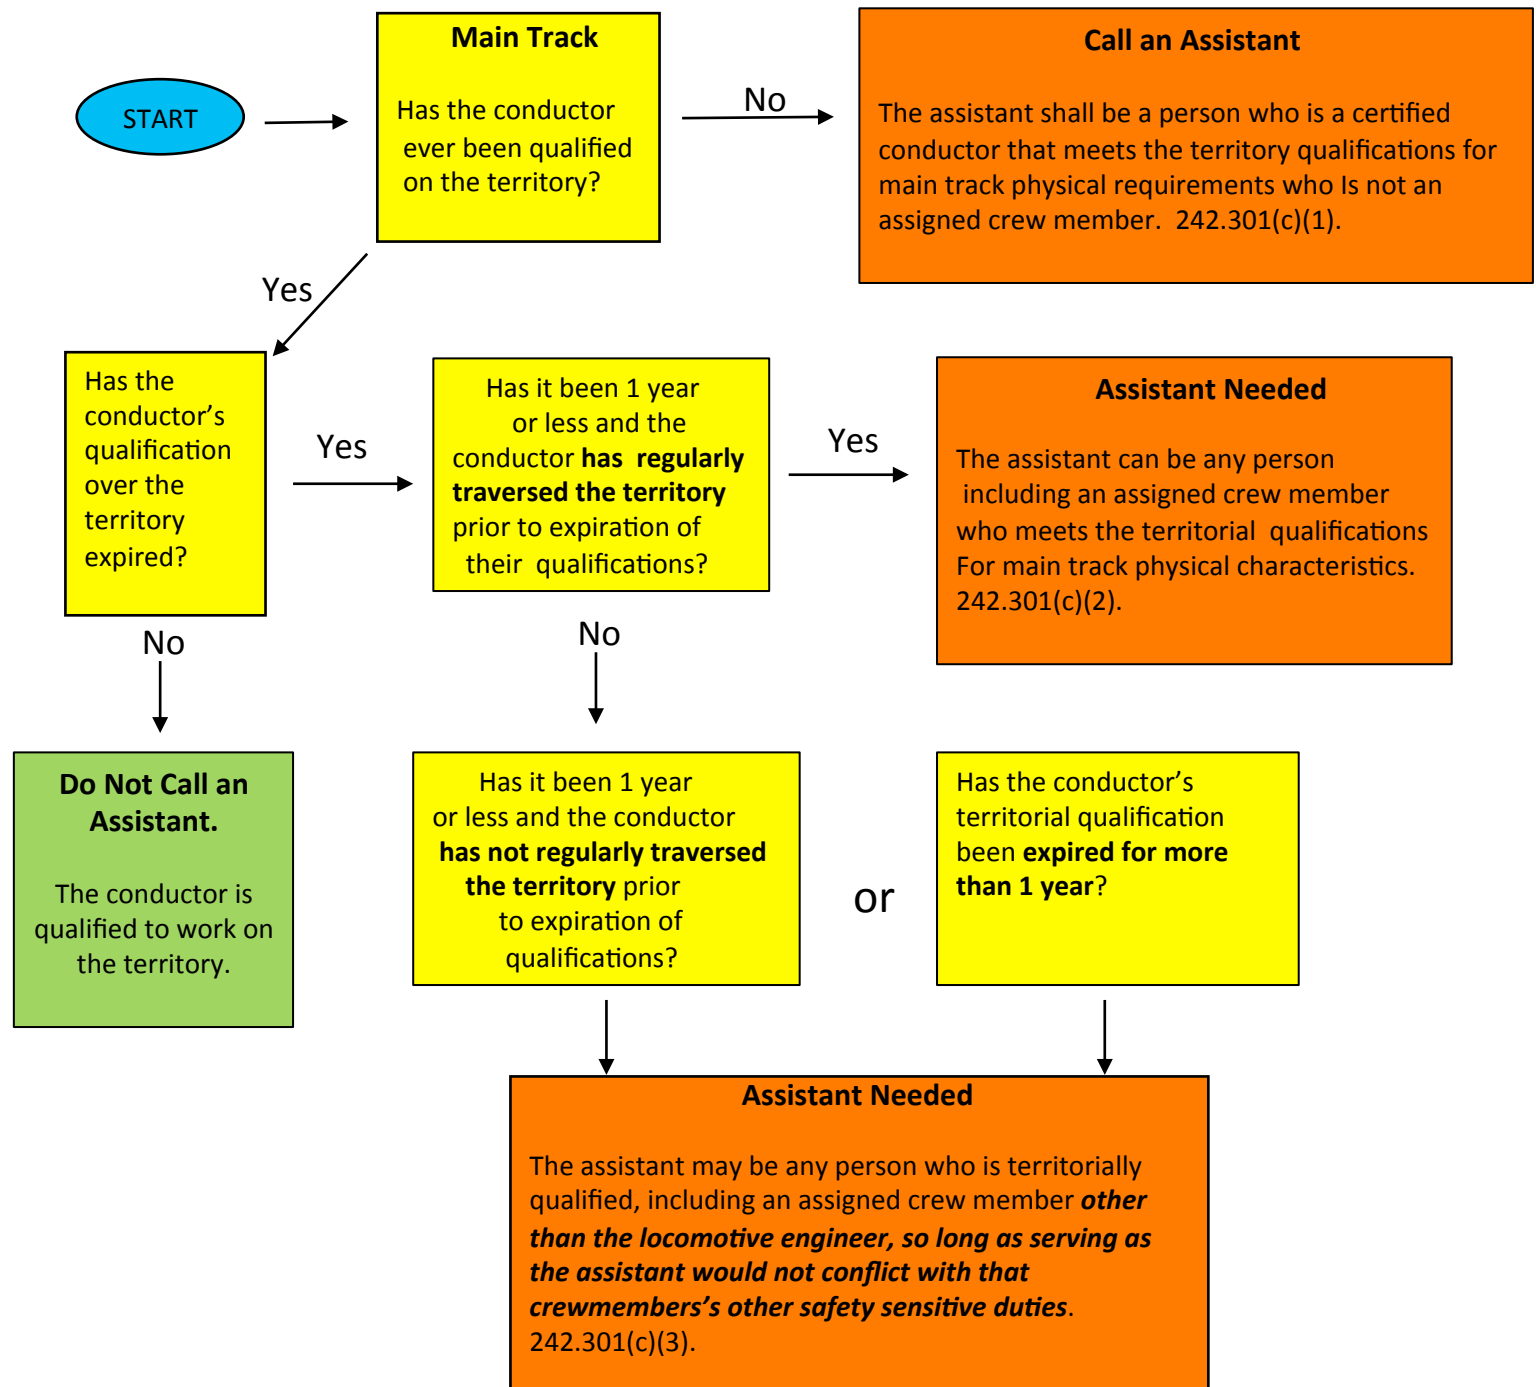 START
Main Track
Has the conductor
ever been qualified
on the territory?
No
Call an Assistant
The assistant shall be a person who is a certified
conductor that meets the territory qualifications for
main track physical requirements who Is not an
assigned crew member.  242.301(c)(1).
Yes
Has the
conductor’s
qualification
over the
territory
expired?
Yes
Has it been 1 year
or less and the
conductor has  regularly
traversed the territory
prior to expiration of
their  qualifications?
Yes
Assistant Needed
The assistant can be any person
including an assigned crew member
who meets the territorial  qualifications
For main track physical characteristics.
242.301(c)(2).
No
No
Do Not Call an
Assistant.
The conductor is
qualified to work on
the territory.
Has it been 1 year
or less and the conductor
has not regularly traversed
the territory prior
to expiration of
qualifications?
or
Has the conductor’s
territorial qualification
been expired for more
than 1 year?
Assistant Needed
The assistant may be any person who is territorially
qualified, including an assigned crew member other
than the locomotive engineer, so long as serving as
the assistant would not conflict with that
crewmembers’s other safety sensitive duties.
242.301(c)(3).